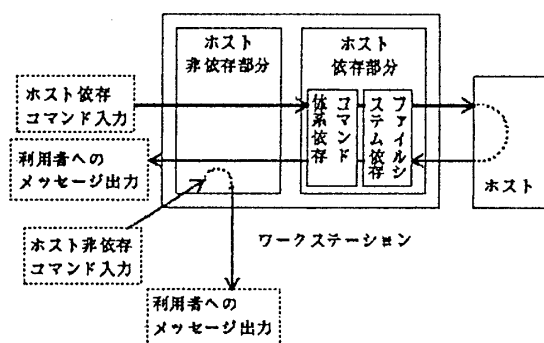 ホスト
非依存部分
ホスト
依存部分
ホスト依存
コマンド入力
コマンド
体系依存
ファイルシ
ステム依存
利用者への
メッセージ出力
ホスト
ホスト非依存
コマンド入力
ワークステーション
利用者への
メッセージ出力